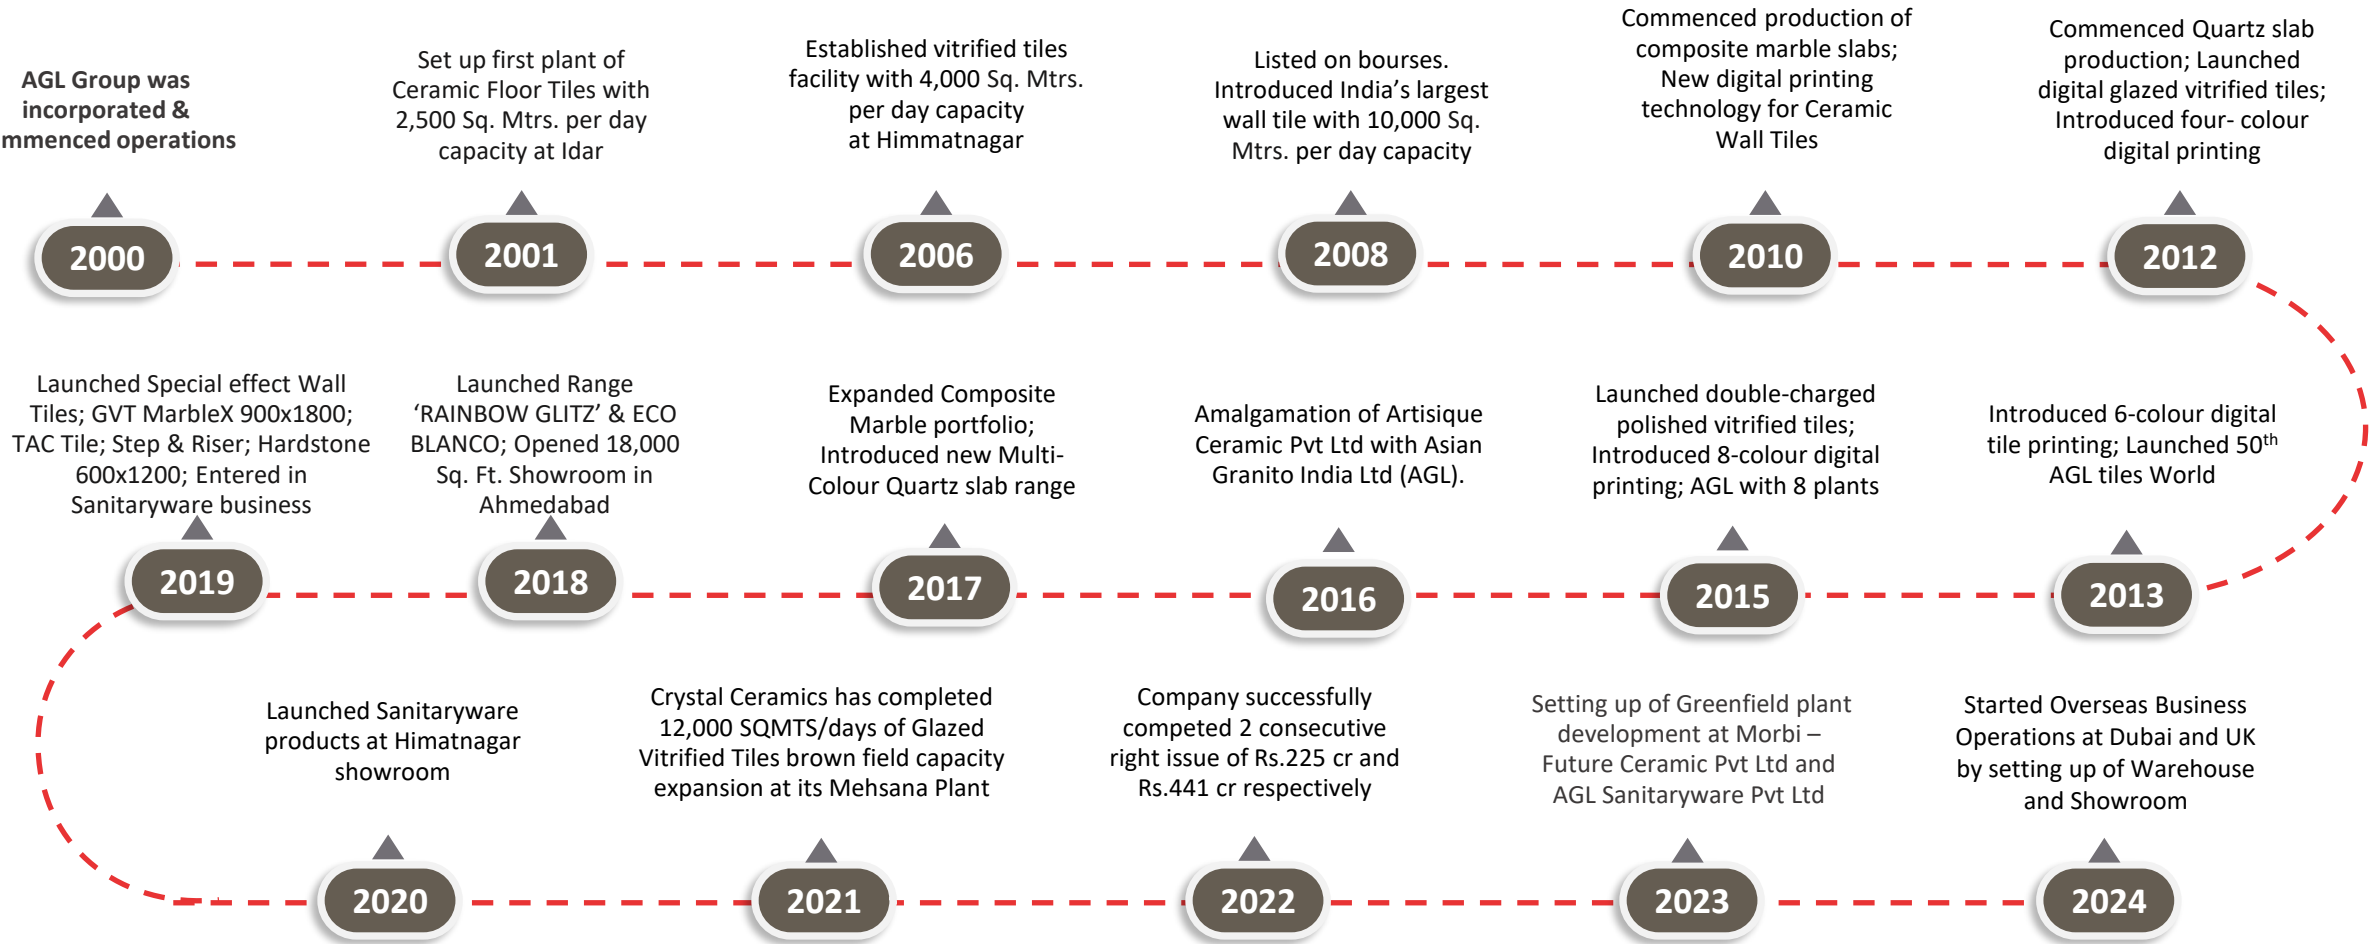 AGL Group was
incorporated &
mmenced operations
2000
Set up first plant of
Ceramic Floor Tiles with
2,500 Sq. Mtrs. per day
capacity at Idar
2001
Established vitrified tiles
facility with 4,000 Sq. Mtrs.
per day capacity
at Himmatnagar
2006
Listed on bourses.
Introduced India's largest
wall tile with 10,000 Sq.
Mtrs. per day capacity
2008
Commenced production of
composite marble slabs;
New digital printing
technology for Ceramic
Wall Tiles
2010
Commenced Quartz slab
production; Launched
digital glazed vitrified tiles;
Introduced four- colour
digital printing
2012
Introduced 6-colour digital
tile printing; Launched 50th
AGL tiles World
2013
Launched double-charged
polished vitrified tiles;
Introduced 8-colour digital
printing; AGL with 8 plants
2015
Amalgamation of Artisique
Ceramic Pvt Ltd with Asian
Granito India Ltd (AGL).
2016
Expanded Composite
Marble portfolio;
Introduced new Multi-
Colour Quartz slab range
2017
Launched Range
‘RAINBOW GLITZ’ & ECO
BLANCO; Opened 18,000
Sq. Ft. Showroom in
Ahmedabad
2018
Launched Special effect Wall
Tiles; GVT MarbleX 900x1800;
TAC Tile; Step & Riser; Hardstone
600x1200; Entered in
Sanitaryware business
2019
Launched Sanitaryware
products at Himatnagar
showroom
2020
Crystal Ceramics has completed
12,000 SQMTS/days of Glazed
Vitrified Tiles brown field capacity
expansion at its Mehsana Plant
2021
Company successfully
competed 2 consecutive
right issue of Rs.225 cr and
Rs.441 cr respectively
2022
Setting up of Greenfield plant
development at Morbi –
Future Ceramic Pvt Ltd and
AGL Sanitaryware Pvt Ltd
2023
Started Overseas Business
Operations at Dubai and UK
by setting up of Warehouse
and Showroom
2024